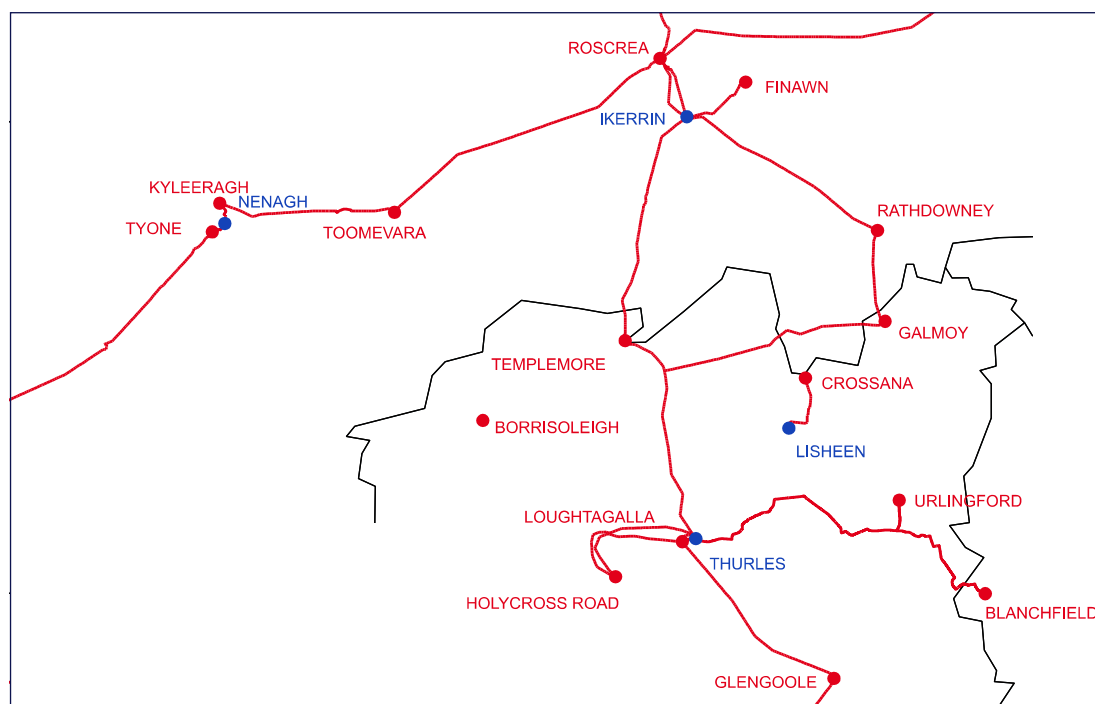 ROSCREA
FINAWN
IKERRIN
KYLEERAGH
NENAGH
TYONE
TOOMEVARA
RATHDOWNEY
GALMOY
TEMPLEMORE
CROSSANA
BORRISOLEIGH
LISHEEN
URLINGFORD
LOUGHTAGALLA
THURLES
HOLYCROSS ROAD
BLANCHFIELD
GLENGOOLE